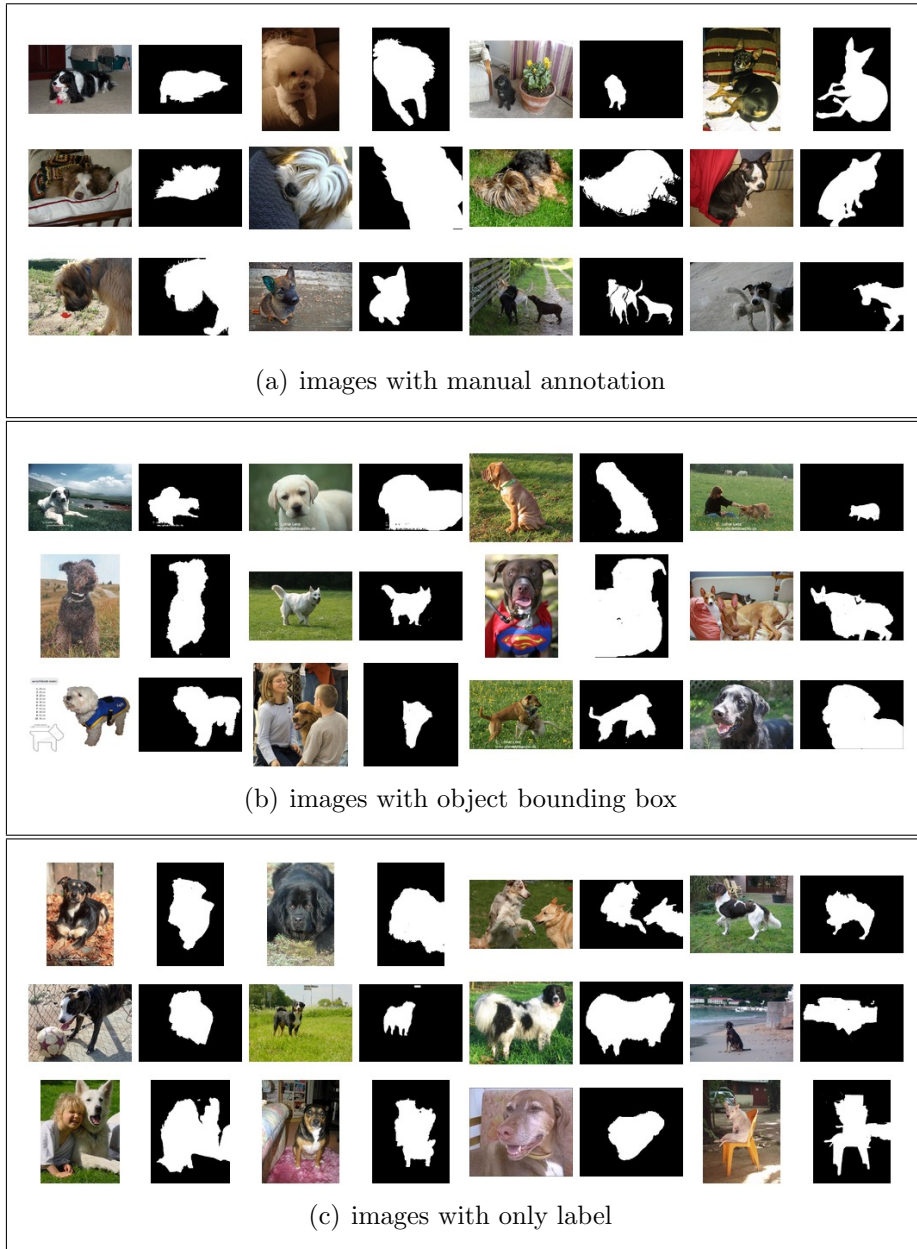 (a) images with manual annotation
(b) images with object bounding box
(c) images with only label